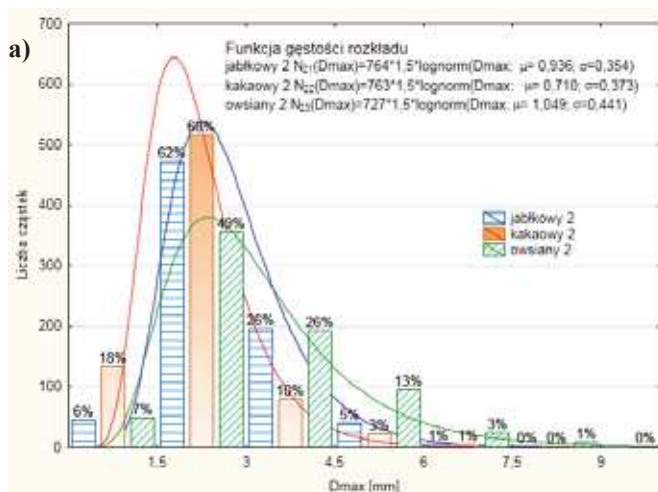 a)
Funkcja gęstości rozkładu
jabłkowy 2 N21(Dmax)=764*1,5*lognorm(Dmax: μ= 0,936; σ=0,354)
kakaowy 2 N22(Dmax)=763*1,5*lognorm(Dmax: μ= 0,710; σ=0,373)
owsiany 2 N23(Dmax)=727*1,5*lognorm(Dmax: μ= 1,049; σ=0,441)
700
600
500
400
300
200
100
0
Liczba cząstek
6% 18% 7% 62% 68% 49% 26% 10% 26% 5% 3% 13% 1% 1% 3% 0% 0% 1% 0%
jabłkowy 2
kakaowy 2
owsiany 2
1.5 3 4.5 6 7.5 9
Dmax [mm]